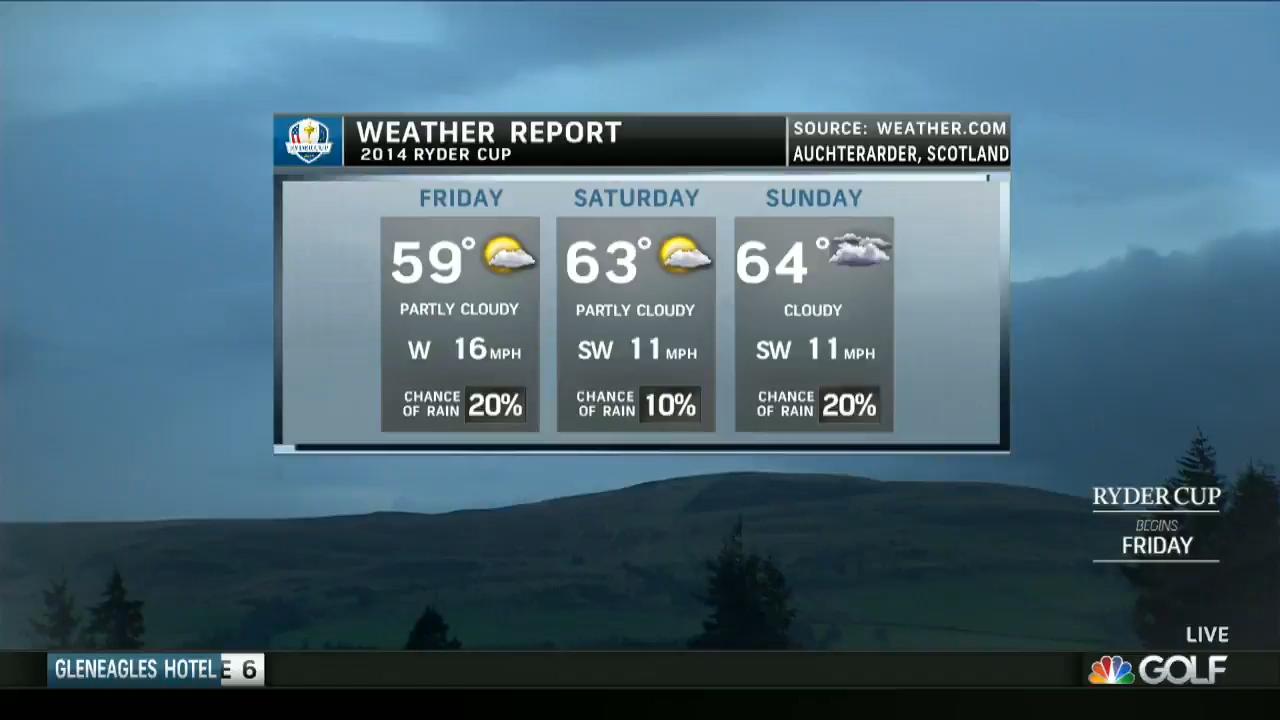 WEATHER REPORT
2014 RYDER CUP
SOURCE: WEATHER.COM
AUCHTERARDER, SCOTLAND
RYDER CUP
FRIDAY
59°
PARTLY CLOUDY
W 16 MPH
CHANCE
OF RAIN 20%
SATURDAY
63°
PARTLY CLOUDY
SW 11 MPH
CHANCE
OF RAIN 10%
SUNDAY
64°
CLOUDY
SW 11 MPH
CHANCE
OF RAIN 20%
RYDER CUP
BEGINS
FRIDAY
LIVE
GLENEAGLES HOTEL E 6
GOLF